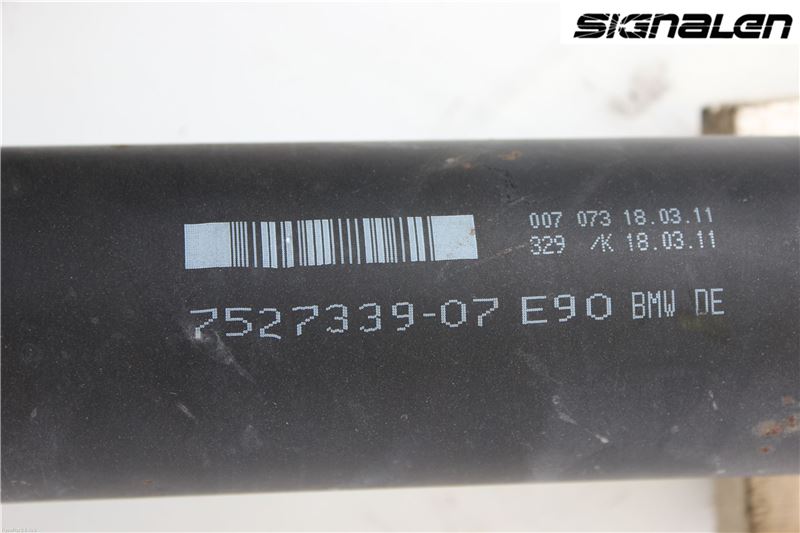 SIGNALEN
007 073 18.03.11
329 /K 18.03.11
7527339-07 E90 BMW DE